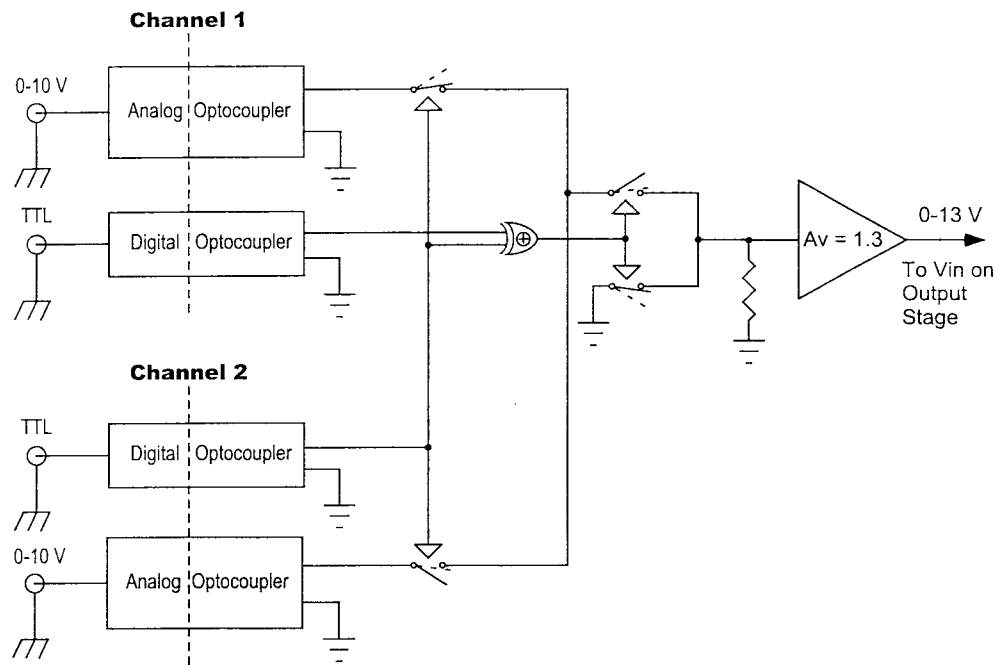 Channel 1
0-10 V
Analog Optocoupler
TTL
Digital Optocoupler
Av = 1.3
0-13 V
To Vin on
Output
Stage
Channel 2
TTL
Digital Optocoupler
0-10 V
Analog Optocoupler